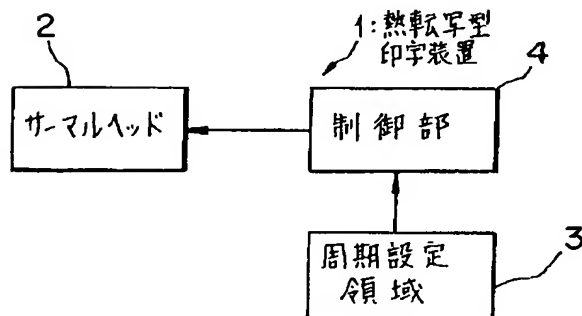 2
1:熱転写型
印字装置
4
サーマルヘッド
制御部
3
周期設定
領域